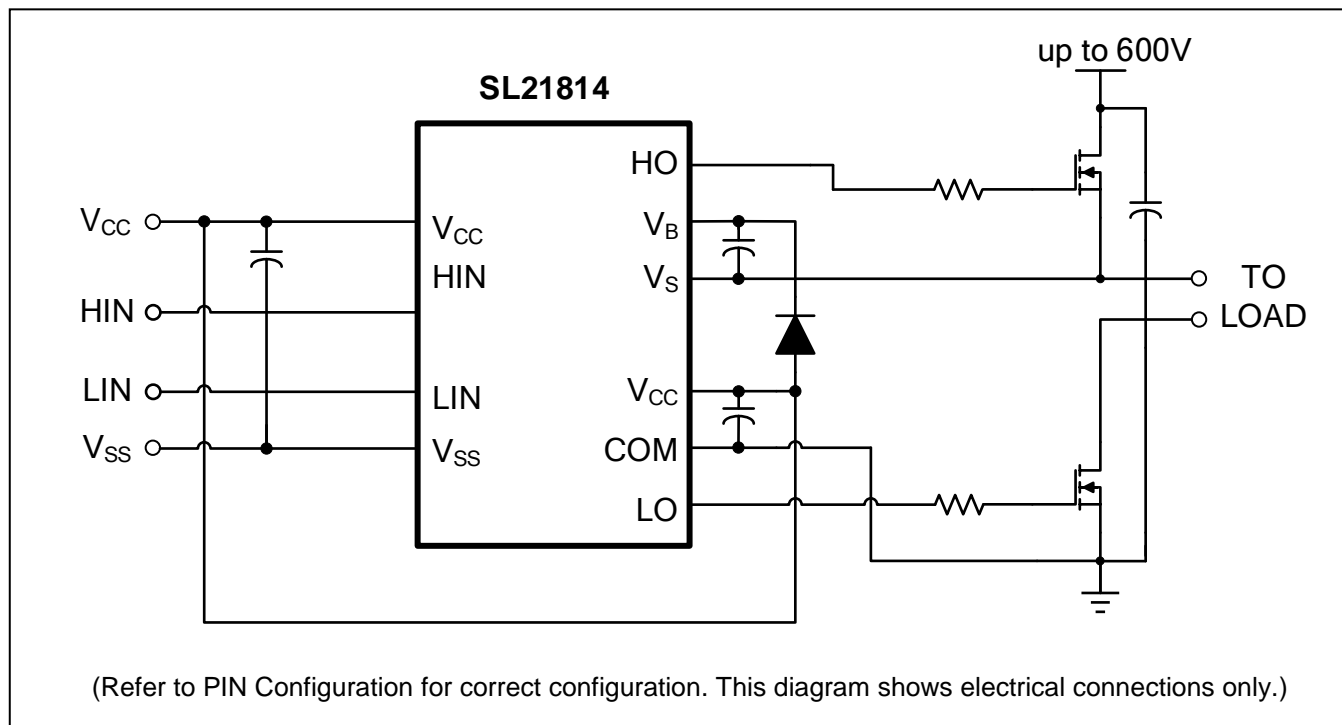 up to 600V
SL21814
HO
VCC
VCC
VB
HIN
VS
TO
HIN
LOAD
LIN
LIN
VCC
VSS
VSS
COM
LO
(Refer to PIN Configuration for correct configuration. This diagram shows electrical connections only.)